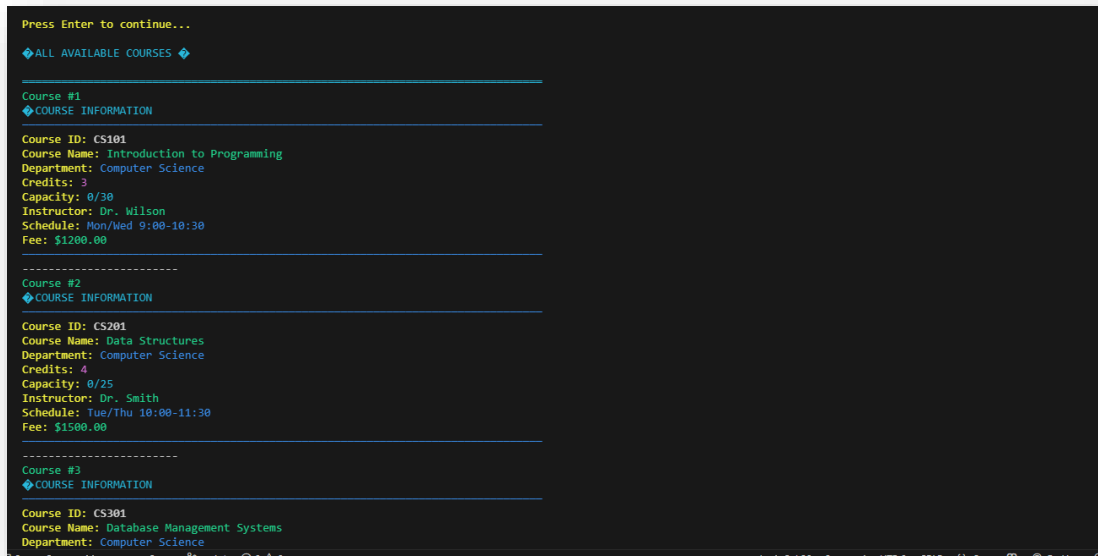 Press Enter to continue...
�ALL AVAILABLE COURSES �
Course #1
�COURSE INFORMATION
Course ID: CS101
Course Name: Introduction to Programming
Department: Computer Science
Credits: 3
Capacity: 0/30
Instructor: Dr. Wilson
Schedule: Mon/Wed 9:00-10:30
Fee: $1200.00
------------------------
Course #2
�COURSE INFORMATION
Course ID: CS201
Course Name: Data Structures
Department: Computer Science
Credits: 4
Capacity: 0/25
Instructor: Dr. Smith
Schedule: Tue/Thu 10:00-11:30
Fee: $1500.00
------------------------
Course #3
�COURSE INFORMATION
Course ID: CS301
Course Name: Database Management Systems
Department: Computer Science